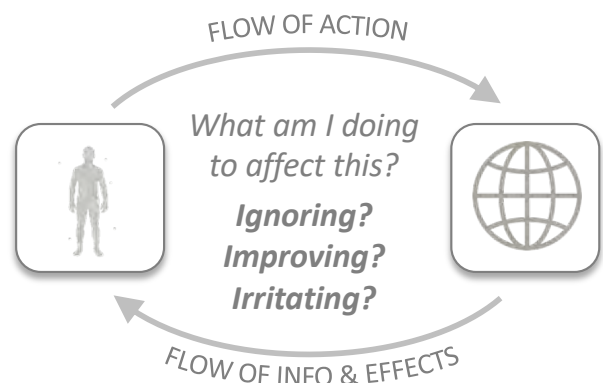 FLOW OF ACTION
What am I doing
to affect this?
Ignoring?
Improving?
Irritating?
FLOW OF INFO & EFFECTS